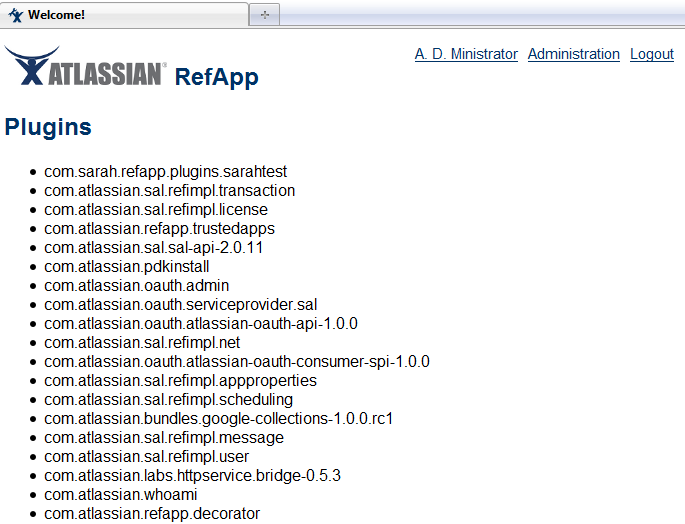 Welcome!
A. D. Ministrator Administration Logout
ATLASSIAN RefApp
Plugins
com.sarah.refapp.plugins.sarahtest
com.atlassian.sal.refimpl.transaction
com.atlassian.sal.refimpl.license
com.atlassian.refapp.trustedapps
com.atlassian.sal.sal-api-2.0.11
com.atlassian.pdkinstall
com.atlassian.oauth.admin
com.atlassian.oauth.serviceprovider.sal
com.atlassian.oauth.atlassian-oauth-api-1.0.0
com.atlassian.sal.refimpl.net
com.atlassian.oauth.atlassian-oauth-consumer-spi-1.0.0
com.atlassian.sal.refimpl.appproperties
com.atlassian.sal.refimpl.scheduling
com.atlassian.bundles.google-collections-1.0.0.rc1
com.atlassian.sal.refimpl.message
com.atlassian.sal.refimpl.user
com.atlassian.labs.httpservice.bridge-0.5.3
com.atlassian.whoami
com.atlassian.refapp.decorator